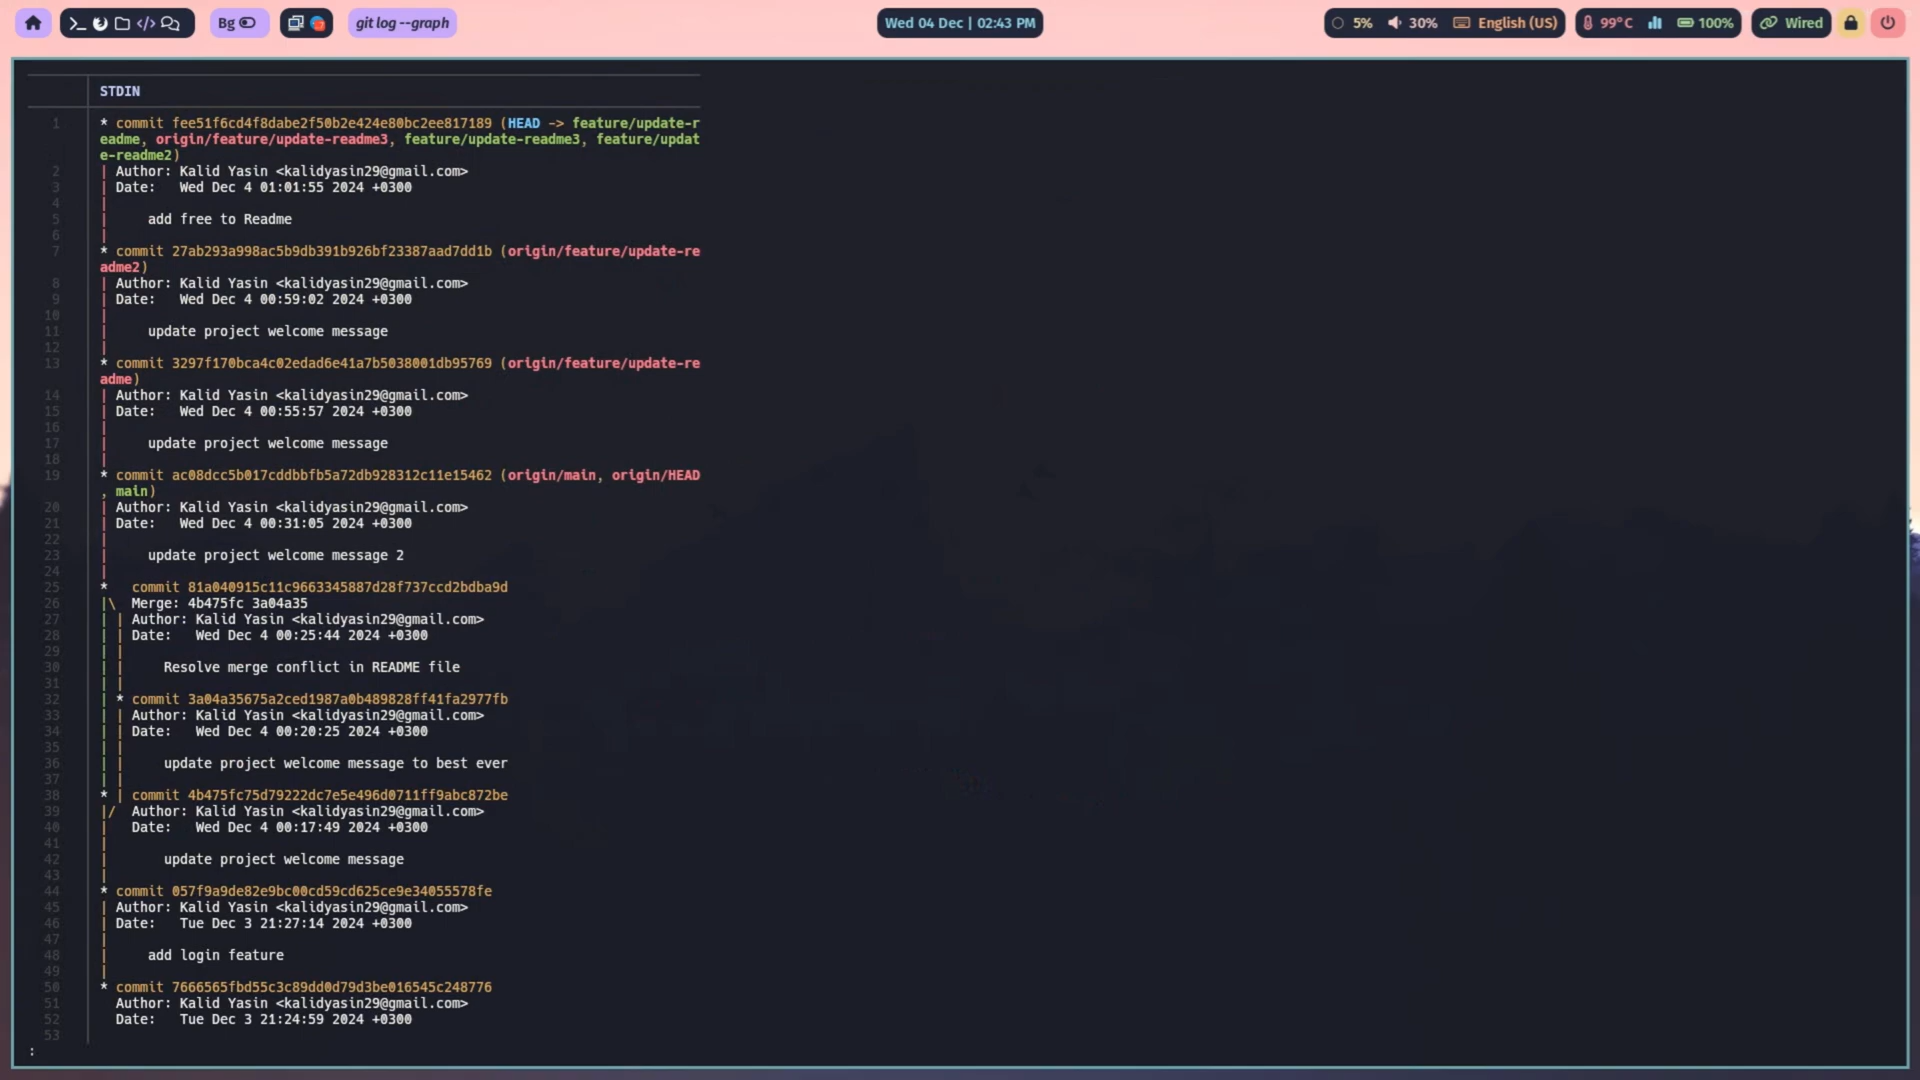 Bg
git log --graph
Wed 04 Dec | 02:43 PM
5%
30%
English (US)
99°C
100%
Wired
STDIN
1 * commit fee51f6cd4f8dabe2f50b2e424e80bc2ee817189 (HEAD -> feature/update-r
eadme, origin/feature/update-readme3, feature/update-readme3, feature/updat
e-readme2)
2 | Author: Kalid Yasin <kalidyasin29@gmail.com>
3 | Date:   Wed Dec 4 01:01:55 2024 +0300
4 |
5 |     add free to Readme
6 |
7 * commit 27ab293a998ac5b9db391b926bf23387aad7dd1b (origin/feature/update-re
adme2)
8 | Author: Kalid Yasin <kalidyasin29@gmail.com>
9 | Date:   Wed Dec 4 00:59:02 2024 +0300
10 |
11 |     update project welcome message
12 |
13 * commit 3297f170bca4c02edad6e41a7b5038001db95769 (origin/feature/update-re
adme)
14 | Author: Kalid Yasin <kalidyasin29@gmail.com>
15 | Date:   Wed Dec 4 00:55:57 2024 +0300
16 |
17 |     update project welcome message
18 |
19 * commit ac08dcc5b017cddbbfb5a72db928312c11e15462 (origin/main, origin/HEAD
, main)
20 | Author: Kalid Yasin <kalidyasin29@gmail.com>
21 | Date:   Wed Dec 4 00:31:05 2024 +0300
22 |
23 |     update project welcome message 2
24 |
25 *   commit 81a040915c11c9663345887d28f737ccd2bdba9d
26 |\  Merge: 4b475fc 3a04a35
27 | | Author: Kalid Yasin <kalidyasin29@gmail.com>
28 | | Date:   Wed Dec 4 00:25:44 2024 +0300
29 | |
30 | |     Resolve merge conflict in README file
31 | |
32 | * commit 3a04a35675a2ced1987a0b489828ff41fa2977fb
33 | | Author: Kalid Yasin <kalidyasin29@gmail.com>
34 | | Date:   Wed Dec 4 00:20:25 2024 +0300
35 | |
36 | |     update project welcome message to best ever
37 | |
38 * | commit 4b475fc75d79222dc7e5e496d0711ff9abc872be
39 |/  Author: Kalid Yasin <kalidyasin29@gmail.com>
40 |   Date:   Wed Dec 4 00:17:49 2024 +0300
41 |
42 |       update project welcome message
43 |
44 * commit 057f9a9de82e9bc00cd59cd625ce9e34055578fe
45 | Author: Kalid Yasin <kalidyasin29@gmail.com>
46 | Date:   Tue Dec 3 21:27:14 2024 +0300
47 |
48 |     add login feature
49 |
50 * commit 7666565fbd55c3c89dd0d79d3be016545c248776
51   Author: Kalid Yasin <kalidyasin29@gmail.com>
52   Date:   Tue Dec 3 21:24:59 2024 +0300
53
: